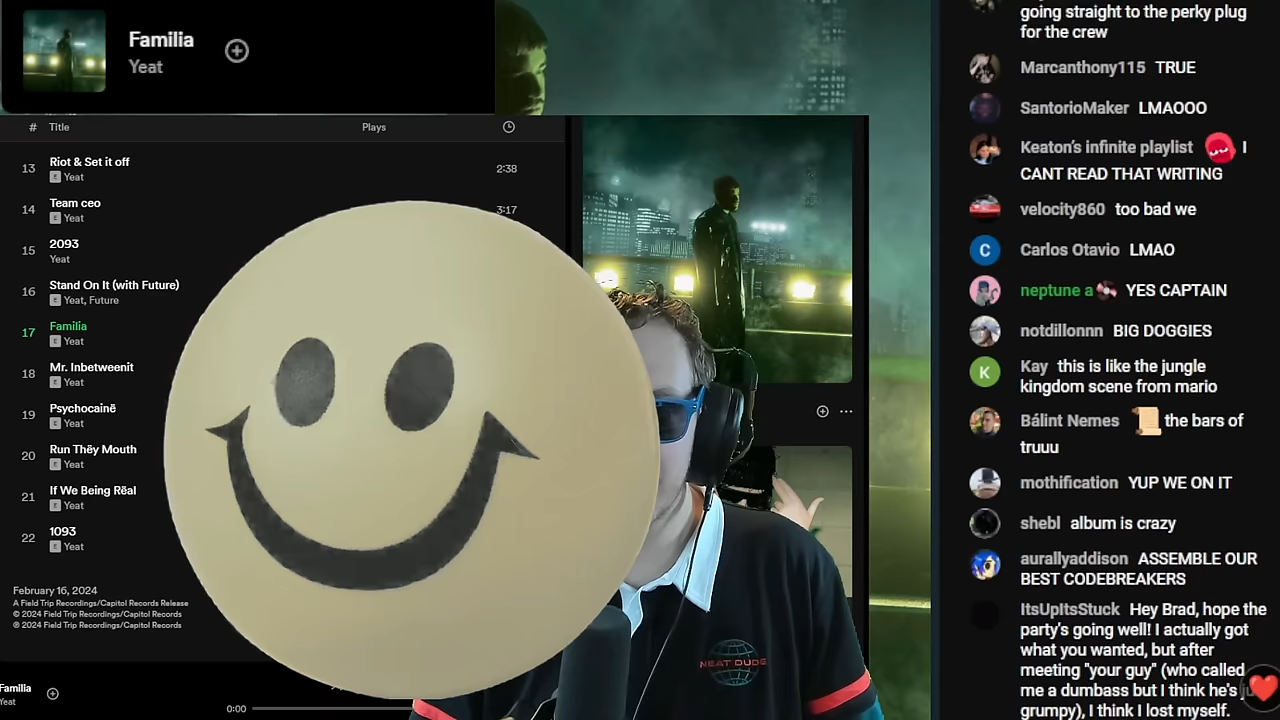 Familia
Yeat
# Title Plays
13 Riot & Set it off 2:38
E Yeat
14 Team ceo 3:17
E Yeat
15 2093
Yeat
16 Stand On It (with Future)
E Yeat, Future
17 Familia
E Yeat
18 Mr. Inbetweenit
E Yeat
19 Psychocainë
E Yeat
20 Run Thëy Mouth
E Yeat
21 If We Being Rëal
E Yeat
22 1093
E Yeat
February 16, 2024
A Field Trip Recordings/Capitol Records Release
© 2024 Field Trip Recordings/Capitol Records
℗ 2024 Field Trip Recordings/Capitol Records
Familia
Yeat
0:00
NEAT DUDE
going straight to the perky plug
for the crew
Marcanthony115 TRUE
SantorioMaker LMAOOO
Keaton's infinite playlist I
CANT READ THAT WRITING
velocity860 too bad we
C Carlos Otavio LMAO
neptune a YES CAPTAIN
notdillonnn BIG DOGGIES
K Kay this is like the jungle
kingdom scene from mario
Bálint Nemes the bars of
truuu
mothification YUP WE ON IT
shebl album is crazy
aurallyaddison ASSEMBLE OUR
BEST CODEBREAKERS
ItsUpItsStuck Hey Brad, hope the
party's going well! I actually got
what you wanted, but after
meeting "your guy" (who called
me a dumbass but I think he's
grumpy), I think I lost myself.